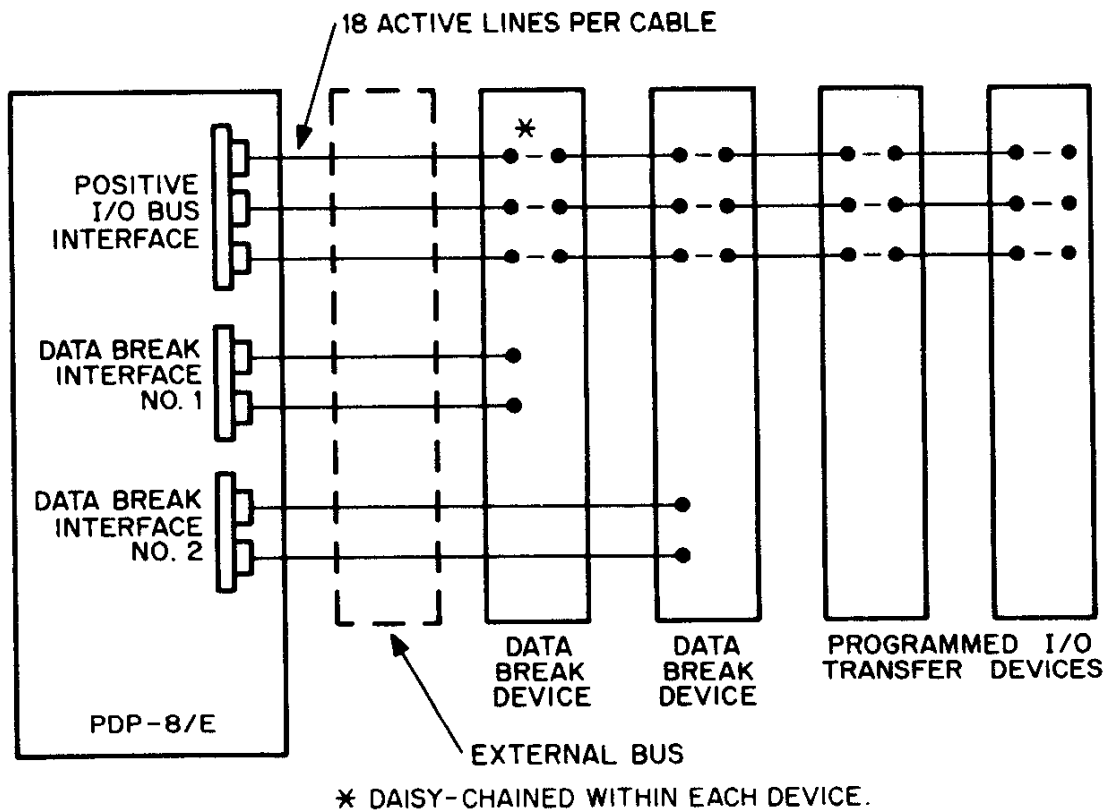 18 ACTIVE LINES PER CABLE
*
POSITIVE
I/O BUS
INTERFACE
DATA BREAK
INTERFACE
NO. 1
DATA BREAK
INTERFACE
NO. 2
PDP-8/E
DATA
BREAK
DEVICE
DATA
BREAK
DEVICE
PROGRAMMED I/O
TRANSFER DEVICES
EXTERNAL BUS
* DAISY-CHAINED WITHIN EACH DEVICE.